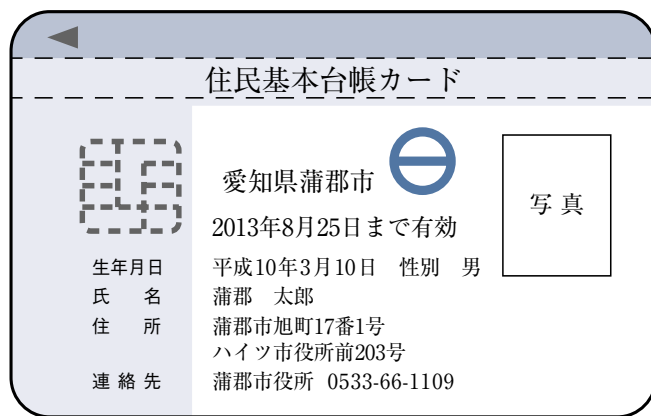 住民基本台帳カード
愛知県蒲郡市
写真
2013年8月25日まで有効
生年月日 平成10年3月10日 性別 男
氏名 蒲郡 太郎
住所 蒲郡市旭町17番1号
ハイツ市役所前203号
連絡先 蒲郡市役所 0533-66-1109